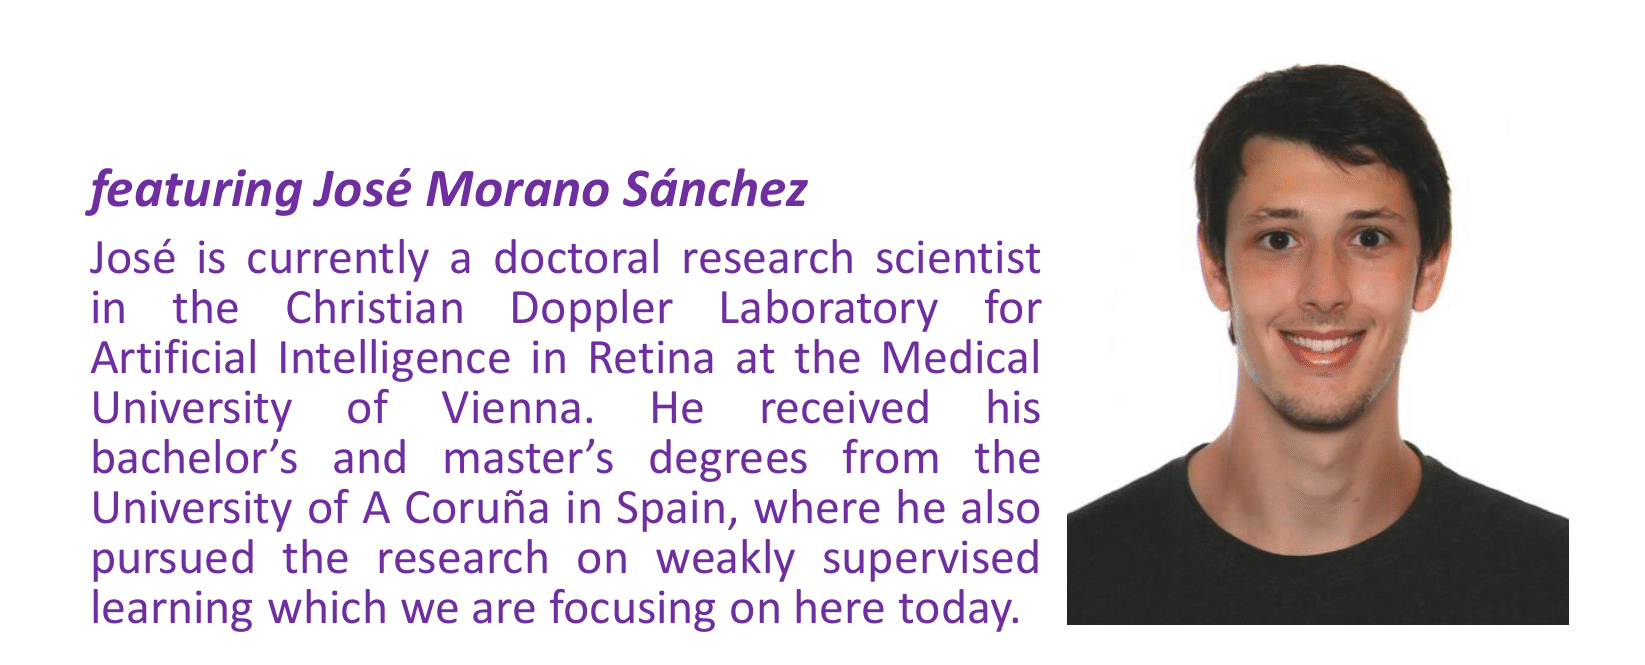 featuring José Morano Sánchez
José is currently a doctoral research scientist
in the Christian Doppler Laboratory for
Artificial Intelligence in Retina at the Medical
University of Vienna. He received his
bachelor’s and master’s degrees from the
University of A Coruña in Spain, where he also
pursued the research on weakly supervised
learning which we are focusing on here today.